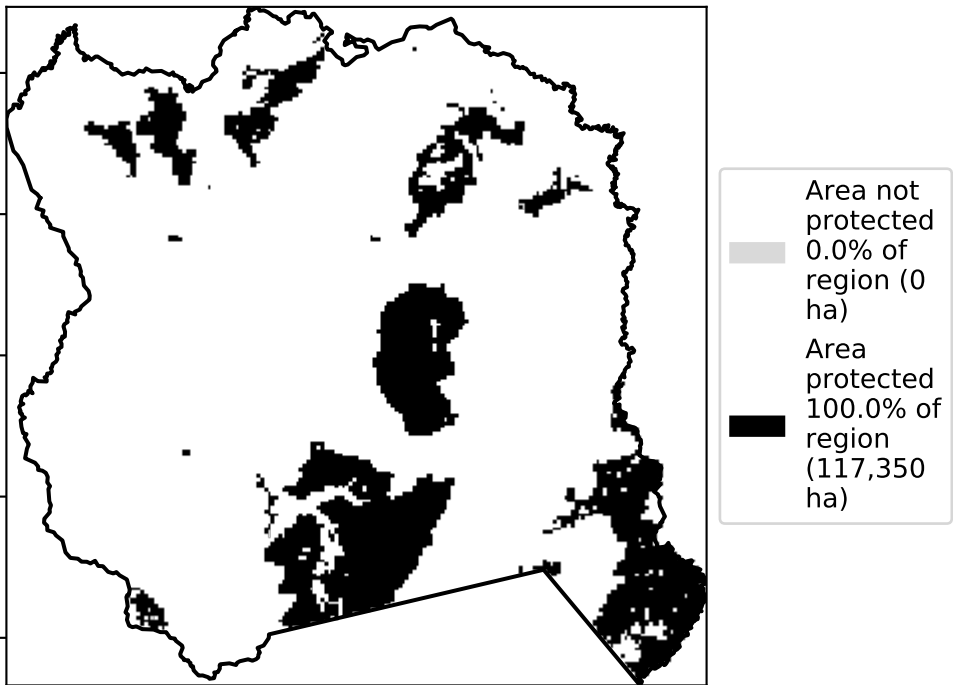 Area not
protected
0.0% of
region (0
ha)
Area
protected
100.0% of
region
(117,350
ha)